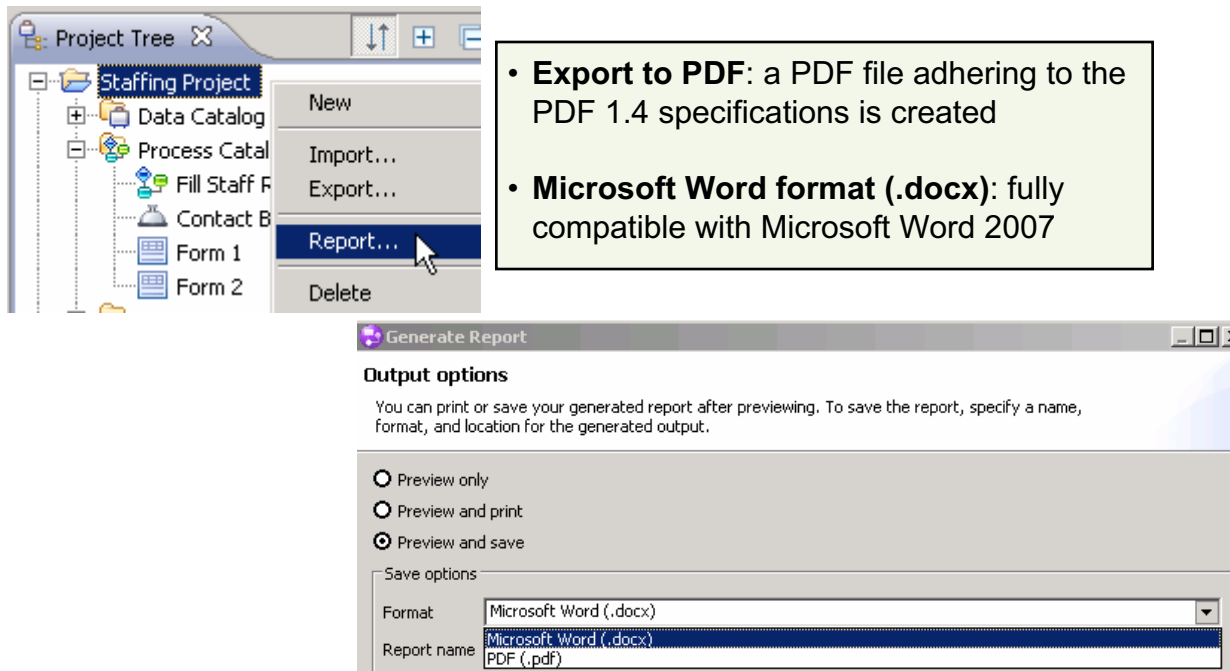 Project Tree
Staffing Project
Data Catalog
Process Catal
Fill Staff R
Contact B
Form 1
Form 2
New
Import...
Export...
Report...
Delete
• Export to PDF: a PDF file adhering to the
PDF 1.4 specifications is created
• Microsoft Word format (.docx): fully
compatible with Microsoft Word 2007
Generate Report
Output options
You can print or save your generated report after previewing. To save the report, specify a name,
format, and location for the generated output.
Preview only
Preview and print
Preview and save
Save options
Format Microsoft Word (.docx)
Report name Microsoft Word (.docx)
PDF (.pdf)